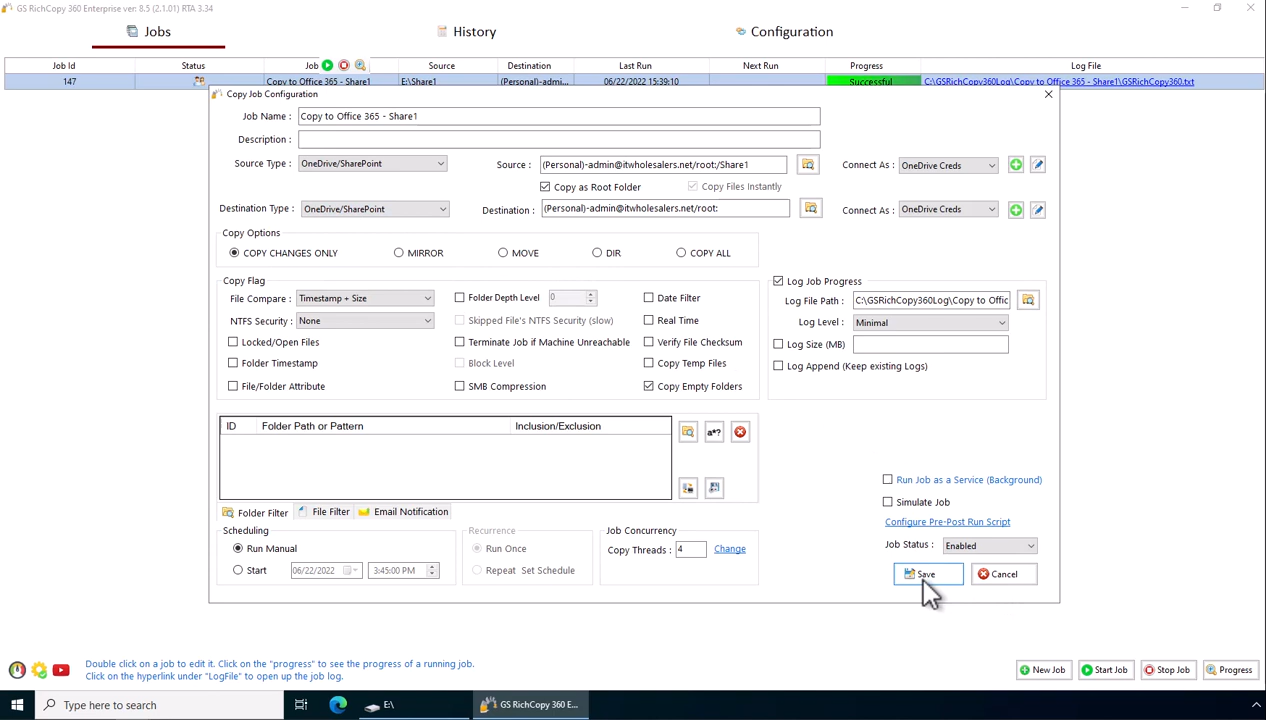 GS RichCopy 360 Enterprise ver: 8.5 (2.1.01) RTA 3.34
Jobs
History
Configuration
Job Id
Status
Job
Source
Destination
Last Run
Next Run
Progress
Log File
147
Copy to Office 365 - Share1
E:\Share1
(Personal)-admi...
06/22/2022 15:39:10
Successful
C:\GSRichCopy360Log\Copy to Office 365 - Share1\GSRichCopy360.txt
Copy Job Configuration
Job Name :
Copy to Office 365 - Share1
Description :
Source Type :
OneDrive/SharePoint
Source :
(Personal)-admin@itwholesalers.net/root:/Share1
Connect As :
OneDrive Creds
Copy as Root Folder
Copy Files Instantly
Destination Type :
OneDrive/SharePoint
Destination :
(Personal)-admin@itwholesalers.net/root:
Connect As :
OneDrive Creds
Copy Options
COPY CHANGES ONLY
MIRROR
MOVE
DIR
COPY ALL
Copy Flag
File Compare :
Timestamp + Size
Folder Depth Level
0
Date Filter
NTFS Security :
None
Skipped File's NTFS Security (slow)
Real Time
Locked/Open Files
Terminate Job if Machine Unreachable
Verify File Checksum
Folder Timestamp
Block Level
Copy Temp Files
File/Folder Attribute
SMB Compression
Copy Empty Folders
Log Job Progress
Log File Path :
C:\GSRichCopy360Log\Copy to Offic
Log Level :
Minimal
Log Size (MB)
Log Append (Keep existing Logs)
ID
Folder Path or Pattern
Inclusion/Exclusion
a*?
Folder Filter
File Filter
Email Notification
Run Job as a Service (Background)
Simulate Job
Configure Pre-Post Run Script
Job Status :
Enabled
Save
Cancel
Scheduling
Run Manual
Start
06/22/2022
3:45:00 PM
Recurrence
Run Once
Repeat
Set Schedule
Job Concurrency
Copy Threads :
4
Change
Double click on a job to edit it. Click on the "progress" to see the progress of a running job.
Click on the hyperlink under "LogFile" to open up the job log.
New Job
Start Job
Stop Job
Progress
Type here to search
E:\
GS RichCopy 360 E...